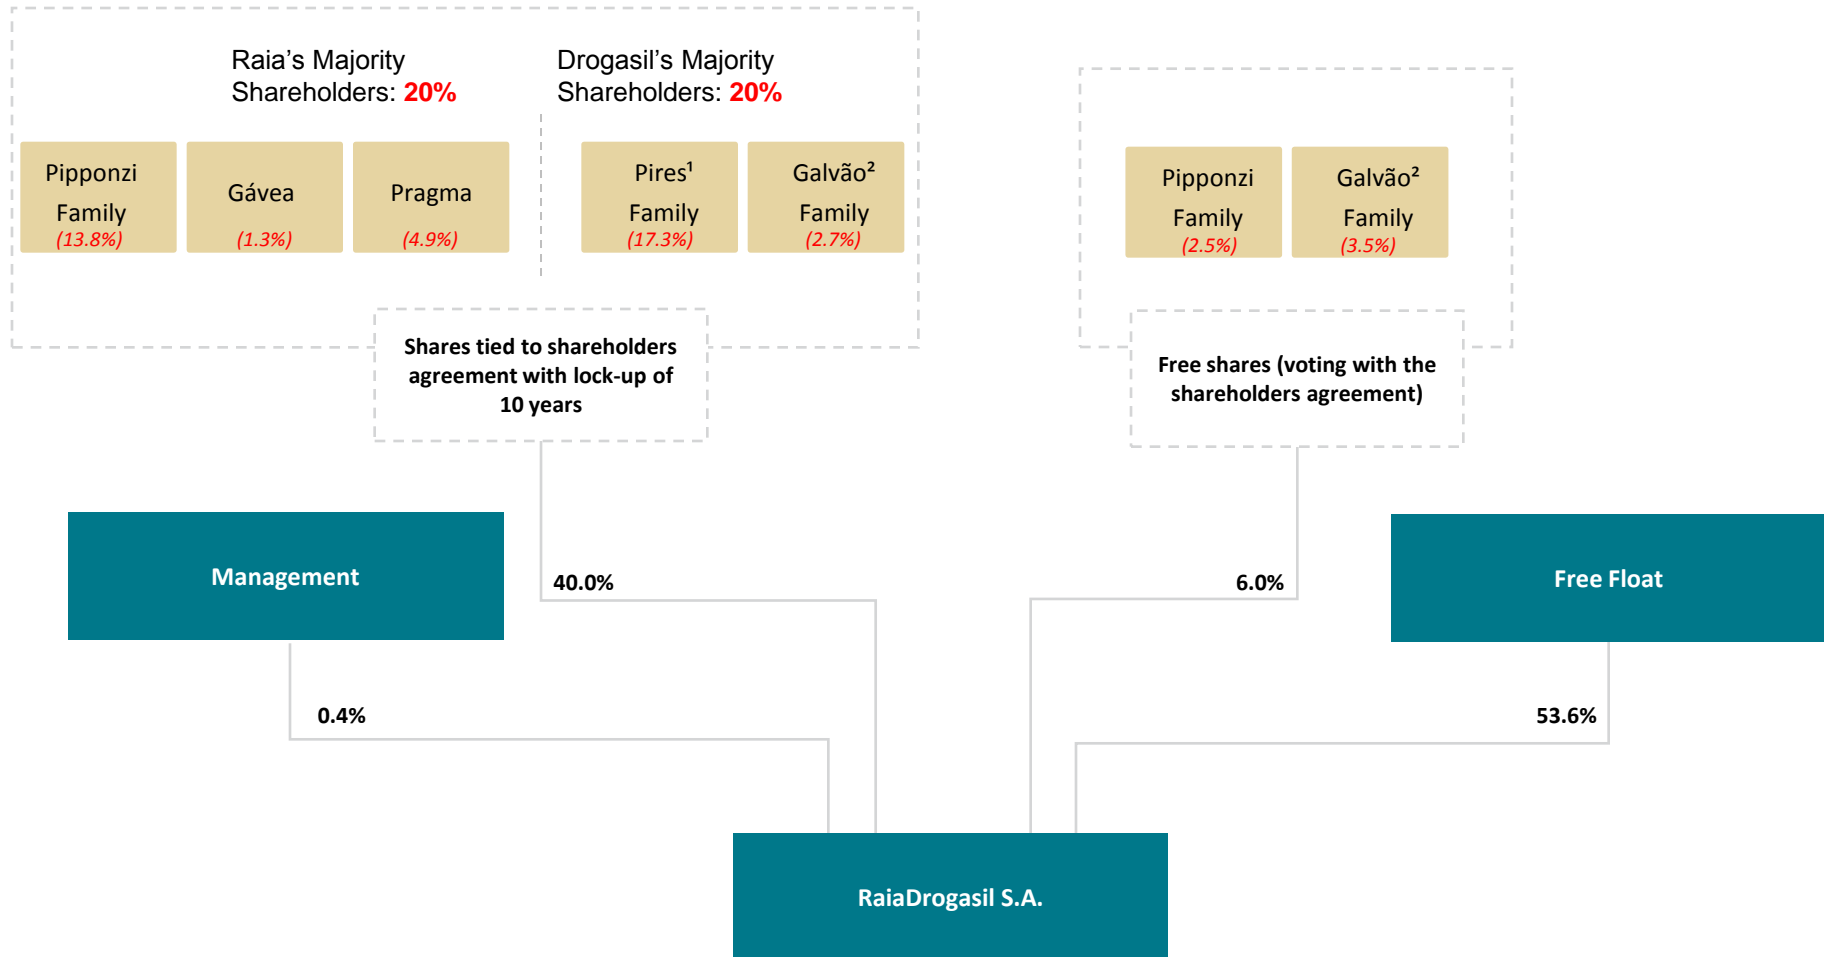 Raia’s Majority
Shareholders: 20%
Drogasil’s Majority
Shareholders: 20%
Pipponzi
Family
(13.8%)
Gávea
(1.3%)
Pragma
(4.9%)
Pires¹
Family
(17.3%)
Galvão²
Family
(2.7%)
Pipponzi
Family
(2.5%)
Galvão²
Family
(3.5%)
Shares tied to shareholders
agreement with lock-up of
10 years
Free shares (voting with the
shareholders agreement)
Management
40.0%
6.0%
Free Float
0.4%
53.6%
RaiaDrogasil S.A.